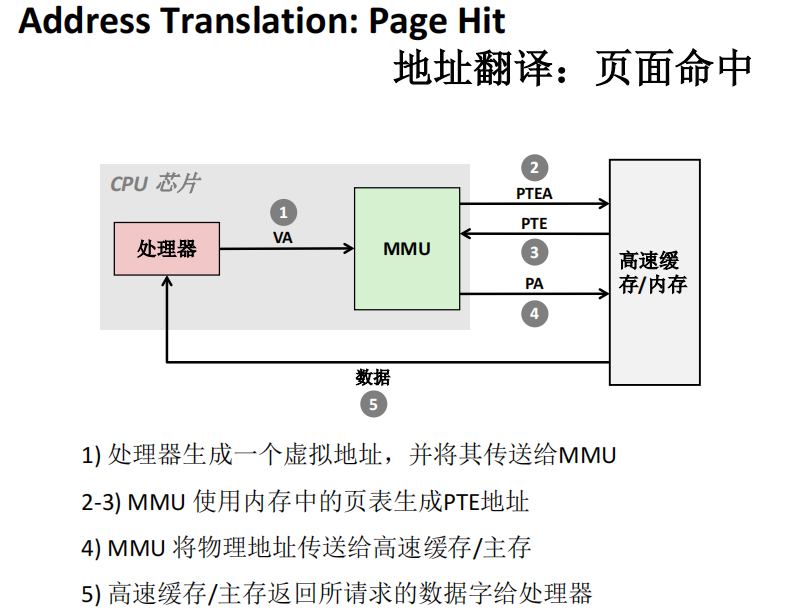 Address Translation: Page Hit
地址翻译：页面命中
CPU 芯片
处理器
1
VA
MMU
2
PTEA
PTE
3
PA
4
高速缓
存/内存
数据
5
1) 处理器生成一个虚拟地址，并将其传送给MMU
2-3) MMU 使用内存中的页表生成PTE地址
4) MMU 将物理地址传送给高速缓存/主存
5) 高速缓存/主存返回所请求的数据字给处理器